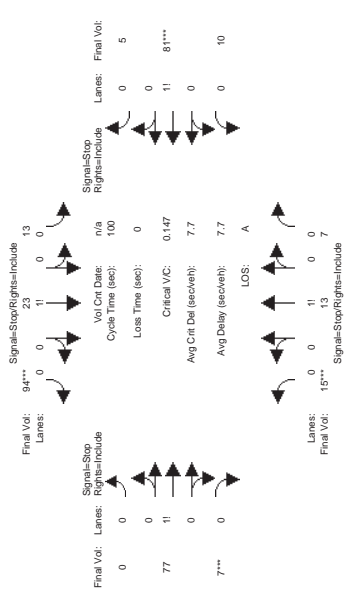 Signal=Stop/Rights=Include
Final Vol: 94*** 23 13
Lanes: 0 0 1! 0 0
Signal=Stop
Rights=Include
Signal=Stop
Rights=Include
Final Vol: Lanes:
Vol Cnt Date: n/a
Lanes: Final Vol:
0 0
Cycle Time (sec): 100
0 5
0
Loss Time (sec): 0
0
77 1!
Critical V/C: 0.147
1! 81***
0
Avg Crit Del (sec/veh): 7.7
0
7*** 0
Avg Delay (sec/veh): 7.7
0 10
LOS: A
Lanes: 0 0 1! 0 0
Final Vol: 15*** 13 7
Signal=Stop/Rights=Include